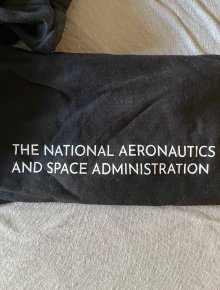 THE NATIONAL AERONAUTICS
AND SPACE ADMINISTRATION